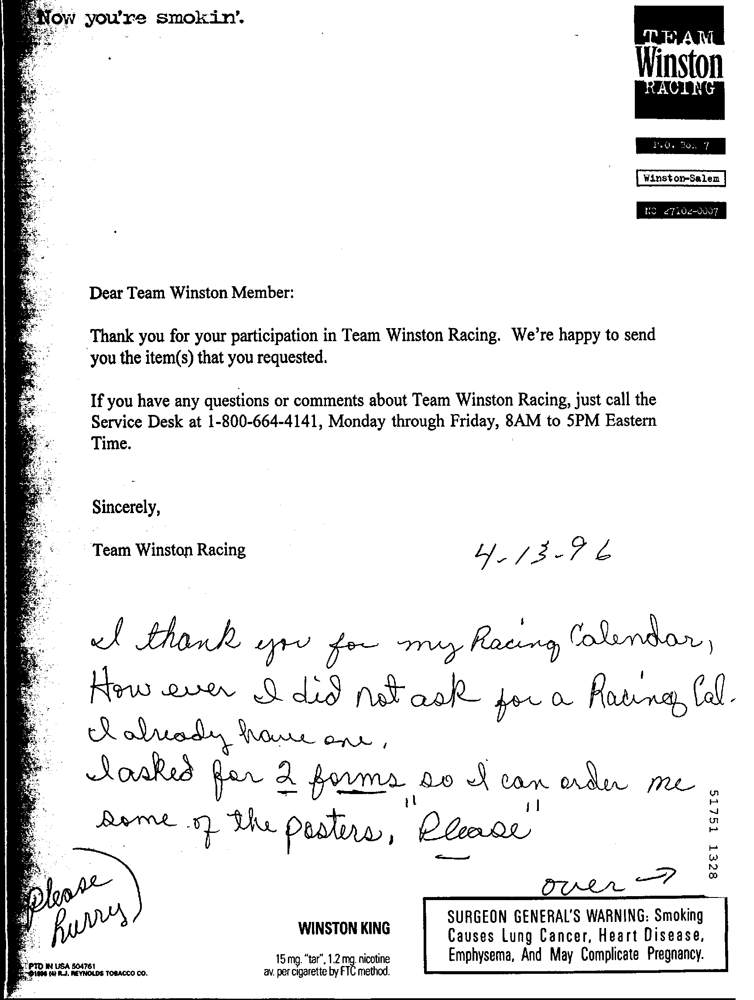 Now you're smokin'.
TEAM
Winston
RACING
P.O. Box 7
Winston-Salem
NC 27102-0007
Dear Team Winston Member:
Thank you for your participation in Team Winston Racing. We're happy to send
you the item(s) that you requested.
If you have any questions or comments about Team Winston Racing, just call the
Service Desk at 1-800-664-4141, Monday through Friday, 8AM to 5PM Eastern
Time.
Sincerely,
Team Winston Racing
4-13-96
I thank you for my Racing Calendar,
How ever I did not ask for a Racing Cal.
I already have one,
I asked for 2 forms so I can order me
some of the posters, "Please"
over →
Please
hurry
51751 1328
WINSTON KING
15 mg. "tar", 1.2 mg. nicotine
av. per cigarette by FTC method.
SURGEON GENERAL'S WARNING: Smoking
Causes Lung Cancer, Heart Disease,
Emphysema, And May Complicate Pregnancy.
PTD IN USA 504761
R.J. REYNOLDS TOBACCO CO.